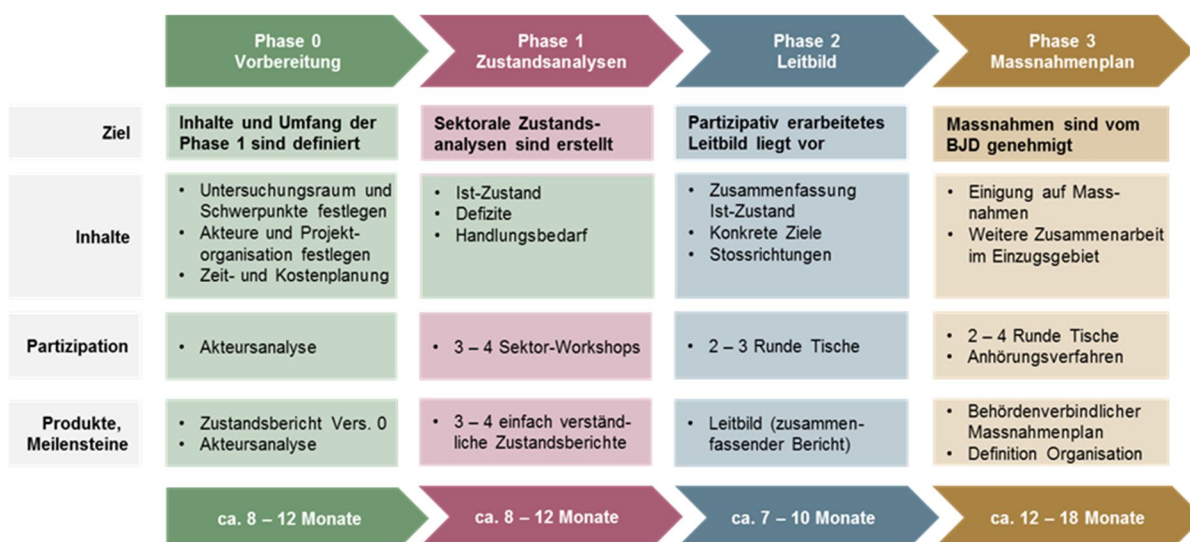 Phase 0
Vorbereitung
Phase 1
Zustandsanalysen
Phase 2
Leitbild
Phase 3
Massnahmenplan
Ziel
Inhalte und Umfang der
Phase 1 sind definiert
Sektorale Zustands-
analysen sind erstellt
Partizipativ erarbeitetes
Leitbild liegt vor
Massnahmen sind vom
BJD genehmigt
Inhalte
• Untersuchungsraum und
Schwerpunkte festlegen
• Akteure und Projekt-
organisation festlegen
• Zeit- und Kostenplanung
• Ist-Zustand
• Defizite
• Handlungsbedarf
• Zusammenfassung
Ist-Zustand
• Konkrete Ziele
• Stossrichtungen
• Einigung auf Mass-
nahmen
• Weitere Zusammenarbeit
im Einzugsgebiet
Partizipation
• Akteursanalyse
• 3 – 4 Sektor-Workshops
• 2 – 3 Runde Tische
• 2 – 4 Runde Tische
• Anhörungsverfahren
Produkte,
Meilensteine
• Zustandsbericht Vers. 0
• Akteursanalyse
• 3 – 4 einfach verständ-
liche Zustandsberichte
• Leitbild (zusammen-
fassender Bericht)
• Behördenverbindlicher
Massnahmenplan
• Definition Organisation
ca. 8 – 12 Monate
ca. 8 – 12 Monate
ca. 7 – 10 Monate
ca. 12 – 18 Monate